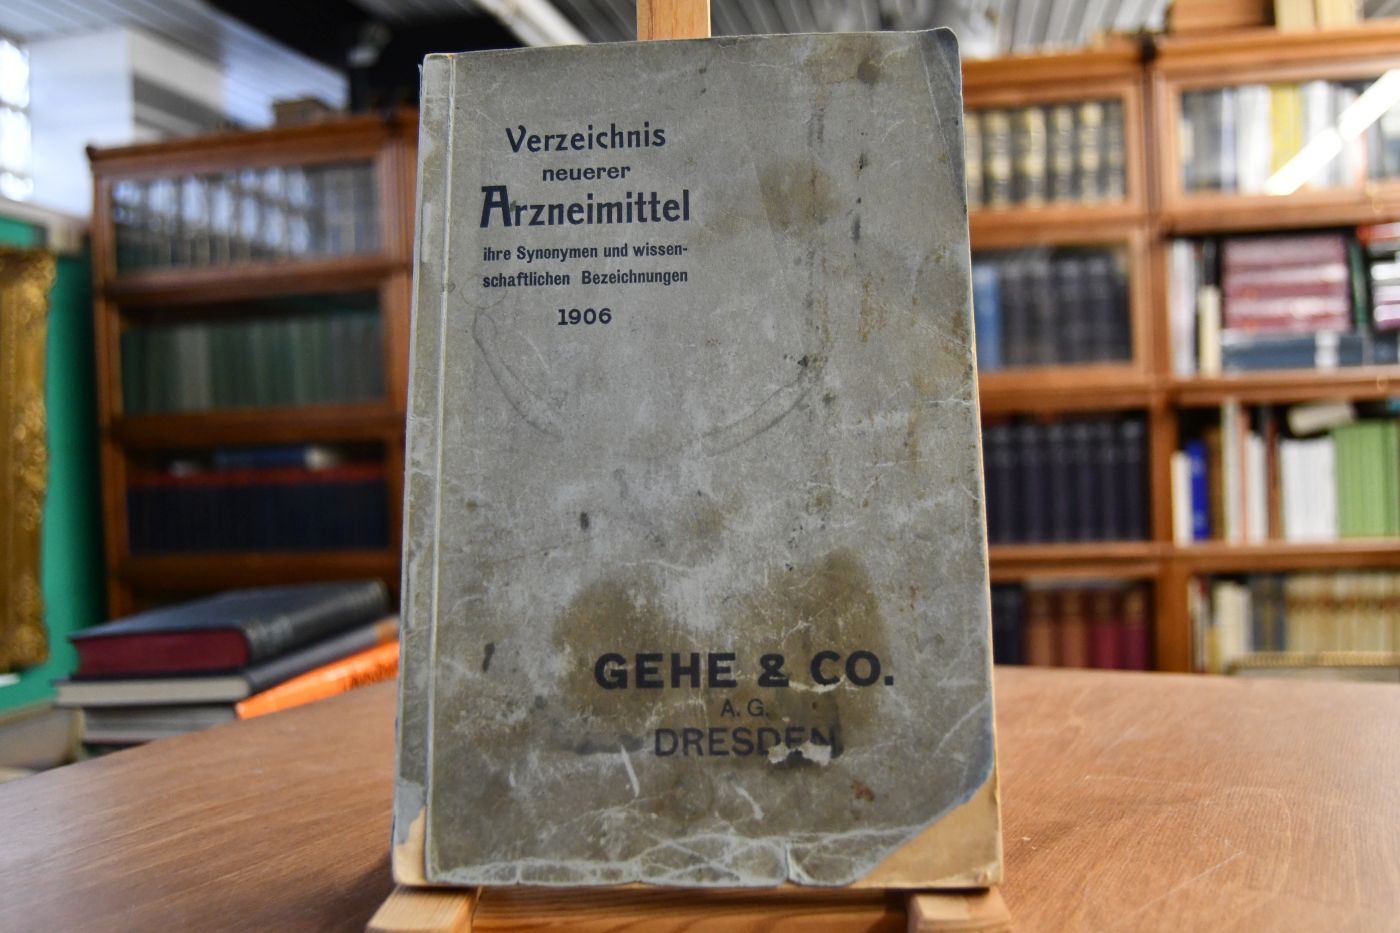 Verzeichnis
neuerer
Arzneimittel
ihre Synonymen und wissen-
schaftlichen Bezeichnungen
1906
GEHE & CO.
A. G.
DRESDEN